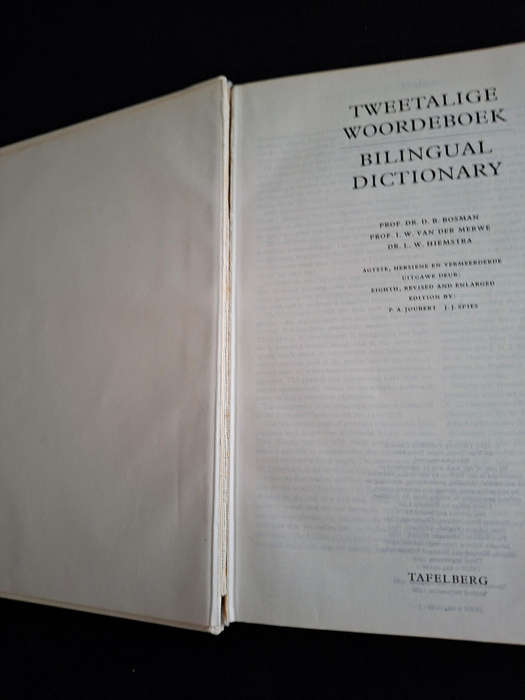 TWEETALIGE
WOORDEBOEK
BILINGUAL
DICTIONARY
PROF. DR. D. B. BOSMAN
PROF. I. W. VAN DER MERWE
DR. L. W. HIEMSTRA
AGTSTE, HERSIENE EN VERMEERDERDE
UITGAWE DEUR:
EIGHTH, REVISED AND ENLARGED
EDITION BY:
P. A. JOUBERT J. J. SPIES
TAFELBERG